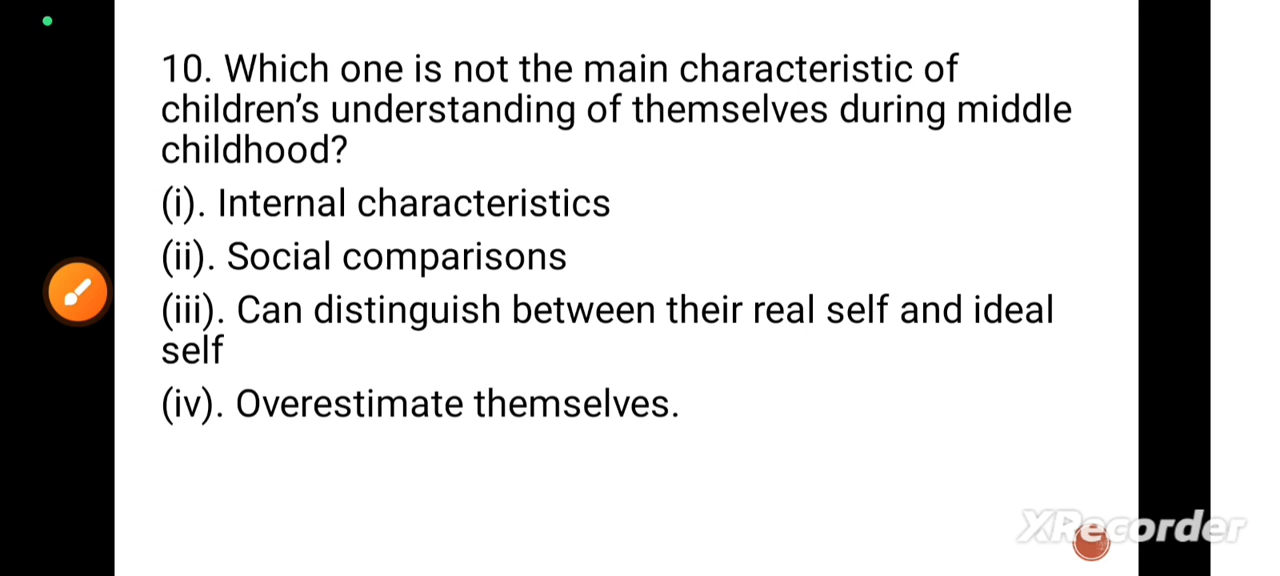 10. Which one is not the main characteristic of
children's understanding of themselves during middle
childhood?
(i). Internal characteristics
(ii). Social comparisons
(iii). Can distinguish between their real self and ideal
self
(iv). Overestimate themselves.
XRecorder